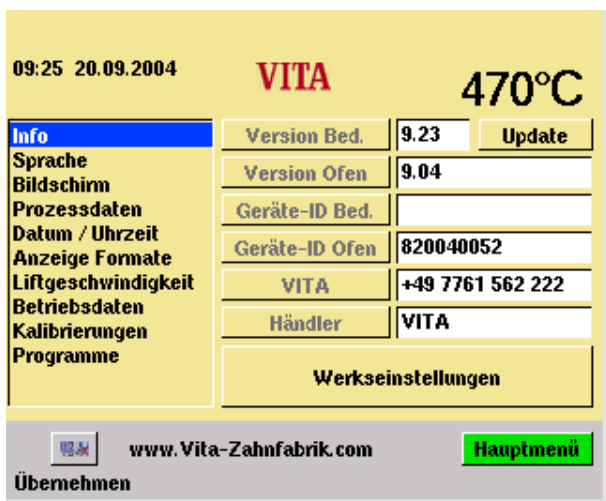 09:25 20.09.2004
VITA
470°C
Info
Sprache
Bildschirm
Prozessdaten
Datum / Uhrzeit
Anzeige Formate
Liftgeschwindigkeit
Betriebsdaten
Kalibrierungen
Programme
Version Bed. 9.23 Update
Version Ofen 9.04
Geräte-ID Bed.
Geräte-ID Ofen 820040052
VITA +49 7761 562 222
Händler VITA
Werkseinstellungen
www.Vita-Zahnfabrik.com
Hauptmenü
Übernehmen